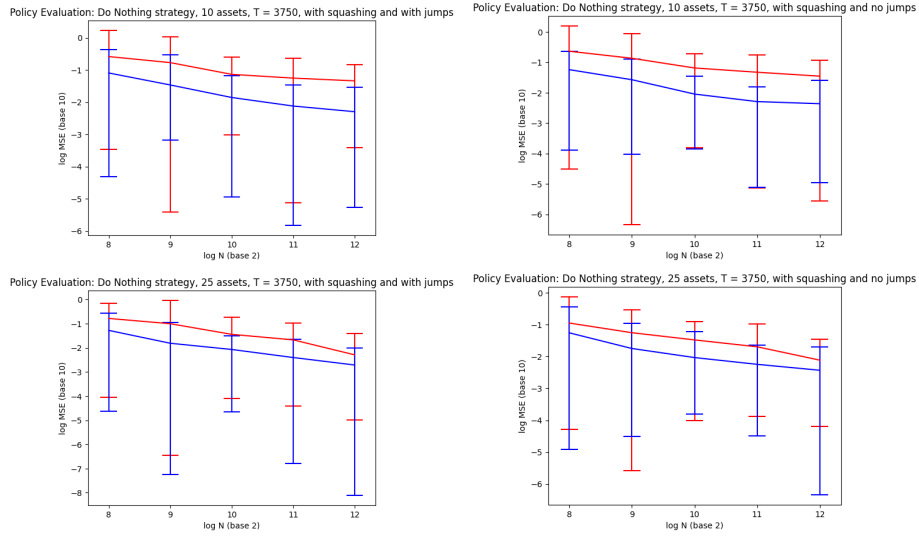 Policy Evaluation: Do Nothing strategy, 10 assets, T = 3750, with squashing and with jumps
0
−1
−2
−3
−4
−5
−6
log MSE (base 10)
8 9 10 11 12
log N (base 2)
Policy Evaluation: Do Nothing strategy, 10 assets, T = 3750, with squashing and no jumps
0
−1
−2
−3
−4
−5
−6
log MSE (base 10)
8 9 10 11 12
log N (base 2)
Policy Evaluation: Do Nothing strategy, 25 assets, T = 3750, with squashing and with jumps
0
−1
−2
−3
−4
−5
−6
−7
−8
log MSE (base 10)
8 9 10 11 12
log N (base 2)
Policy Evaluation: Do Nothing strategy, 25 assets, T = 3750, with squashing and no jumps
0
−1
−2
−3
−4
−5
−6
log MSE (base 10)
8 9 10 11 12
log N (base 2)